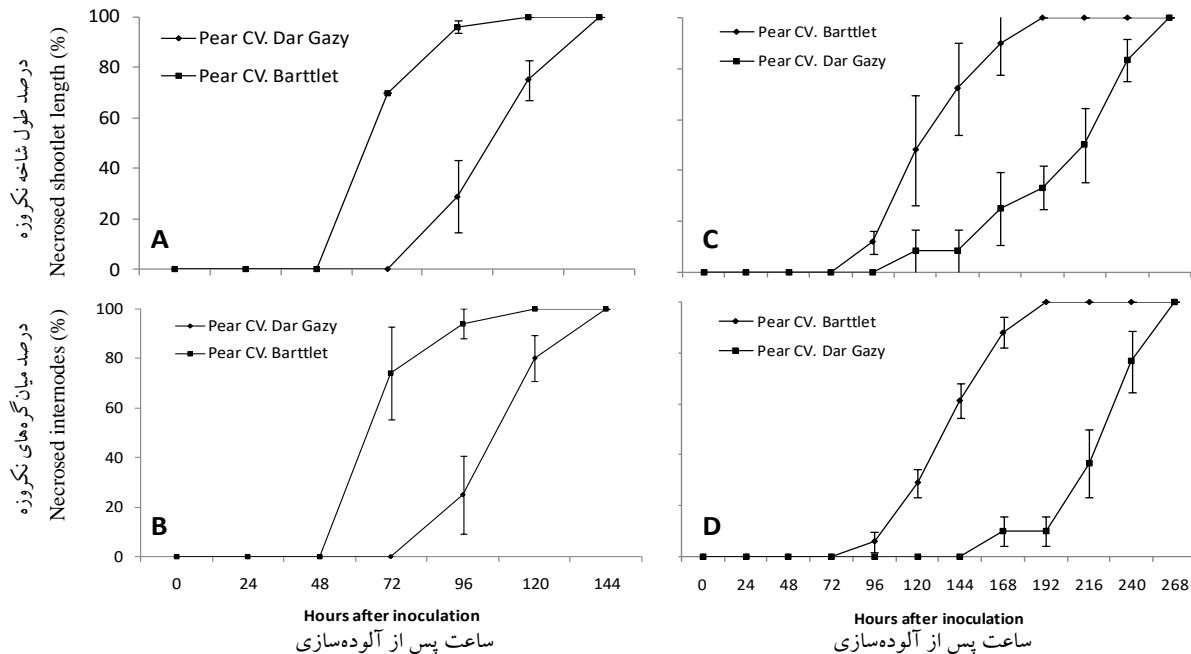 100
80
60
40
20
0
درصد طول شاخه نکروزه
Necrosed shootlet length (%)
Pear CV. Dar Gazy
Pear CV. Barttlet
A
Pear CV. Barttlet
Pear CV. Dar Gazy
C
100
80
60
40
20
0
درصد میان‌گره‌های نکروزه
Necrosed internodes (%)
Pear CV. Dar Gazy
Pear CV. Barttlet
B
0 24 48 72 96 120 144
Hours after inoculation
ساعت پس از آلوده‌سازی
Pear CV. Barttlet
Pear CV. Dar Gazy
D
0 24 48 72 96 120 144 168 192 216 240 268
Hours after inoculation
ساعت پس از آلوده‌سازی